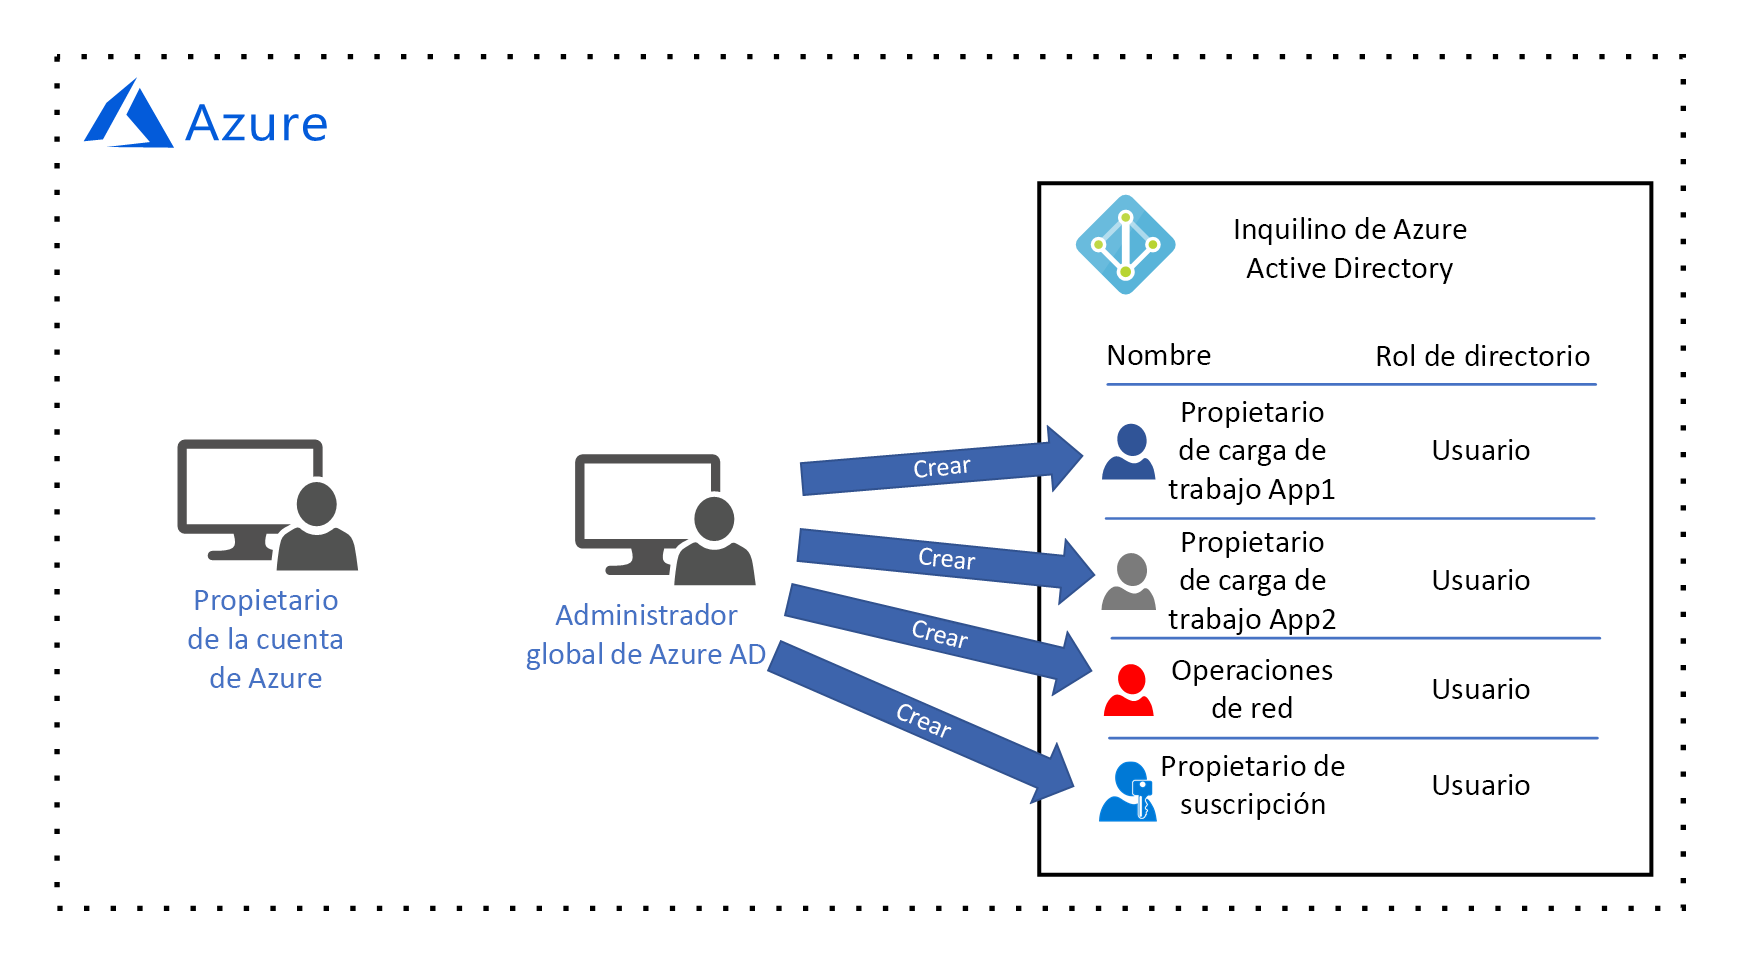 Azure
Inquilino de Azure
Active Directory
Nombre
Rol de directorio
Propietario
de carga de
trabajo App1
Usuario
Propietario
de carga de
trabajo App2
Usuario
Operaciones
de red
Usuario
Propietario de
suscripción
Usuario
Crear
Crear
Crear
Crear
Propietario
de la cuenta
de Azure
Administrador
global de Azure AD